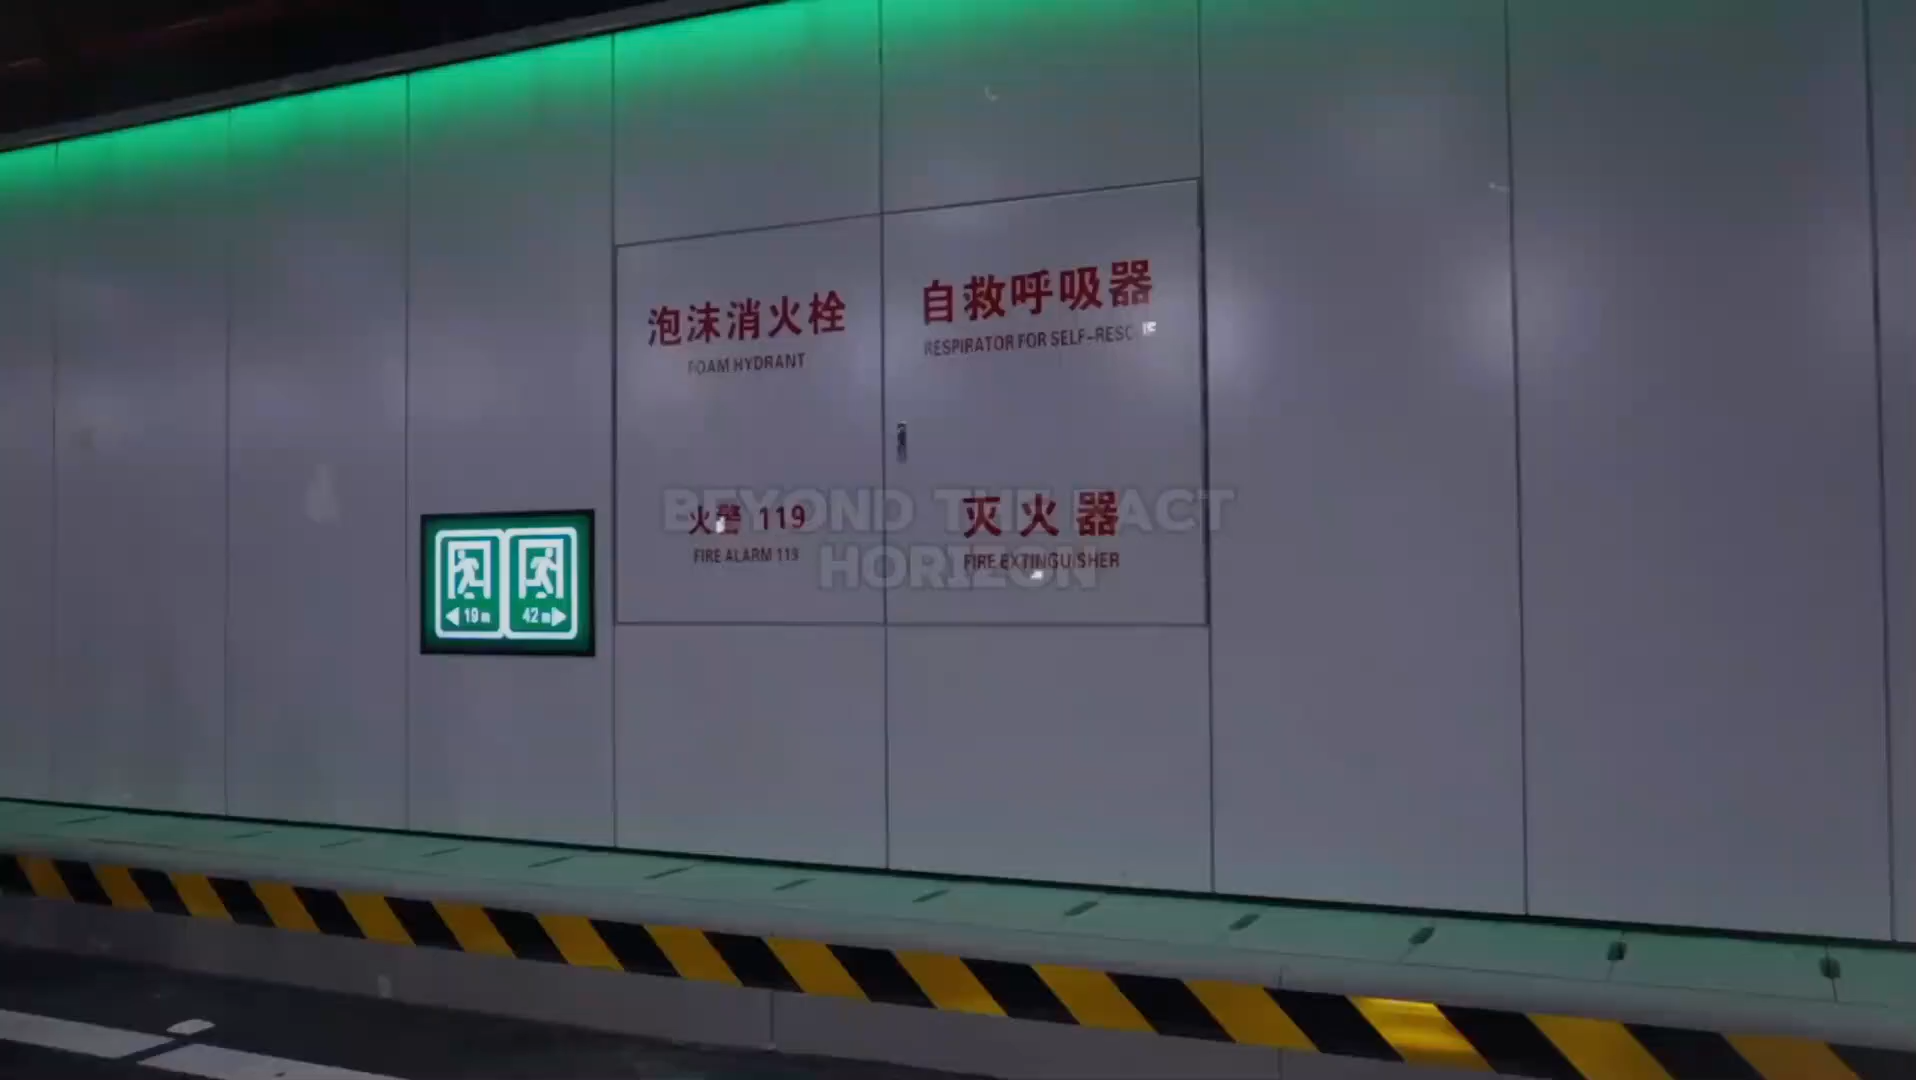 泡沫消火栓
FOAM HYDRANT
自救呼吸器
RESPIRATOR FOR SELF-RESCUE
火警 119
FIRE ALARM 119
灭火器
FIRE EXTINGUISHER
BEYOND THE FACT
HORIZON
19m
42m